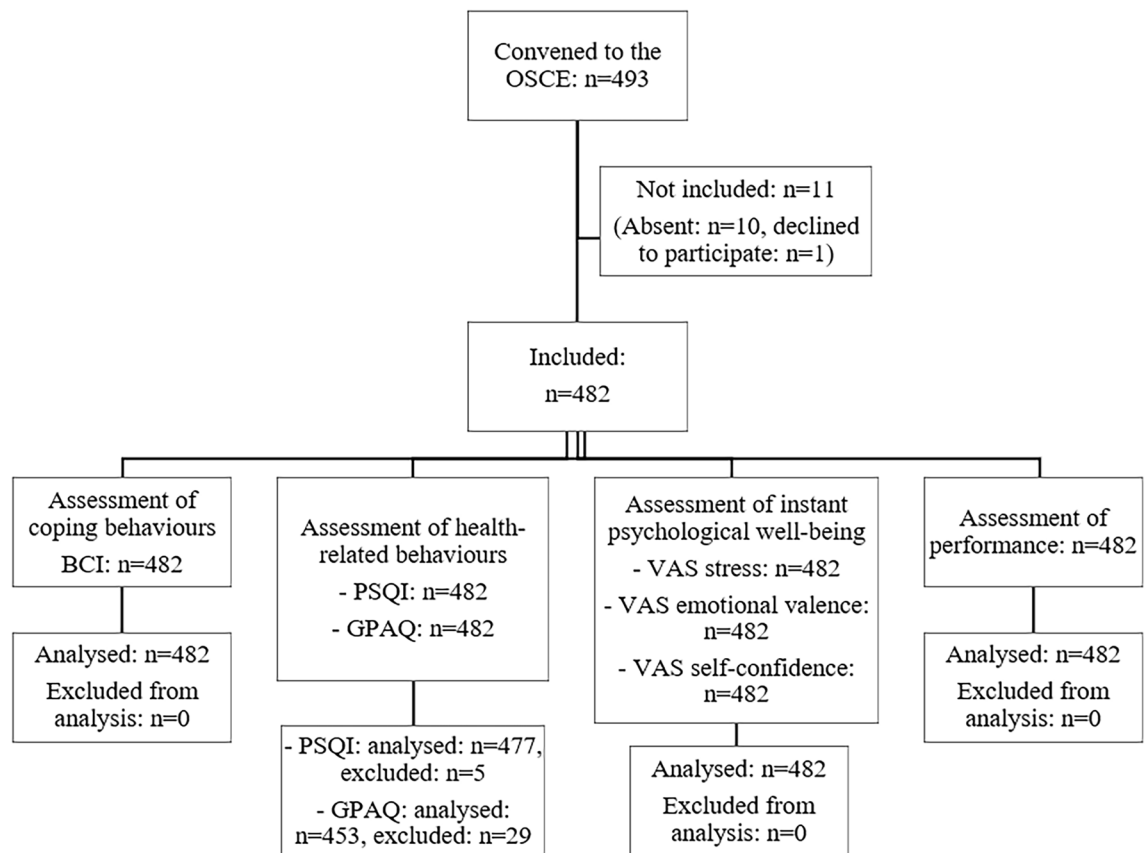 Convened to the
OSCE: n=493
Not included: n=11
(Absent: n=10, declined
to participate: n=1)
Included:
n=482
Assessment of
coping behaviours
BCI: n=482
Assessment of health-
related behaviours
- PSQI: n=482
- GPAQ: n=482
Assessment of instant
psychological well-being
- VAS stress: n=482
- VAS emotional valence:
n=482
- VAS self-confidence:
n=482
Assessment of
performance: n=482
Analysed: n=482
Excluded from
analysis: n=0
- PSQI: analysed: n=477,
excluded: n=5
- GPAQ: analysed:
n=453, excluded: n=29
Analysed: n=482
Excluded from
analysis: n=0
Analysed: n=482
Excluded from
analysis: n=0